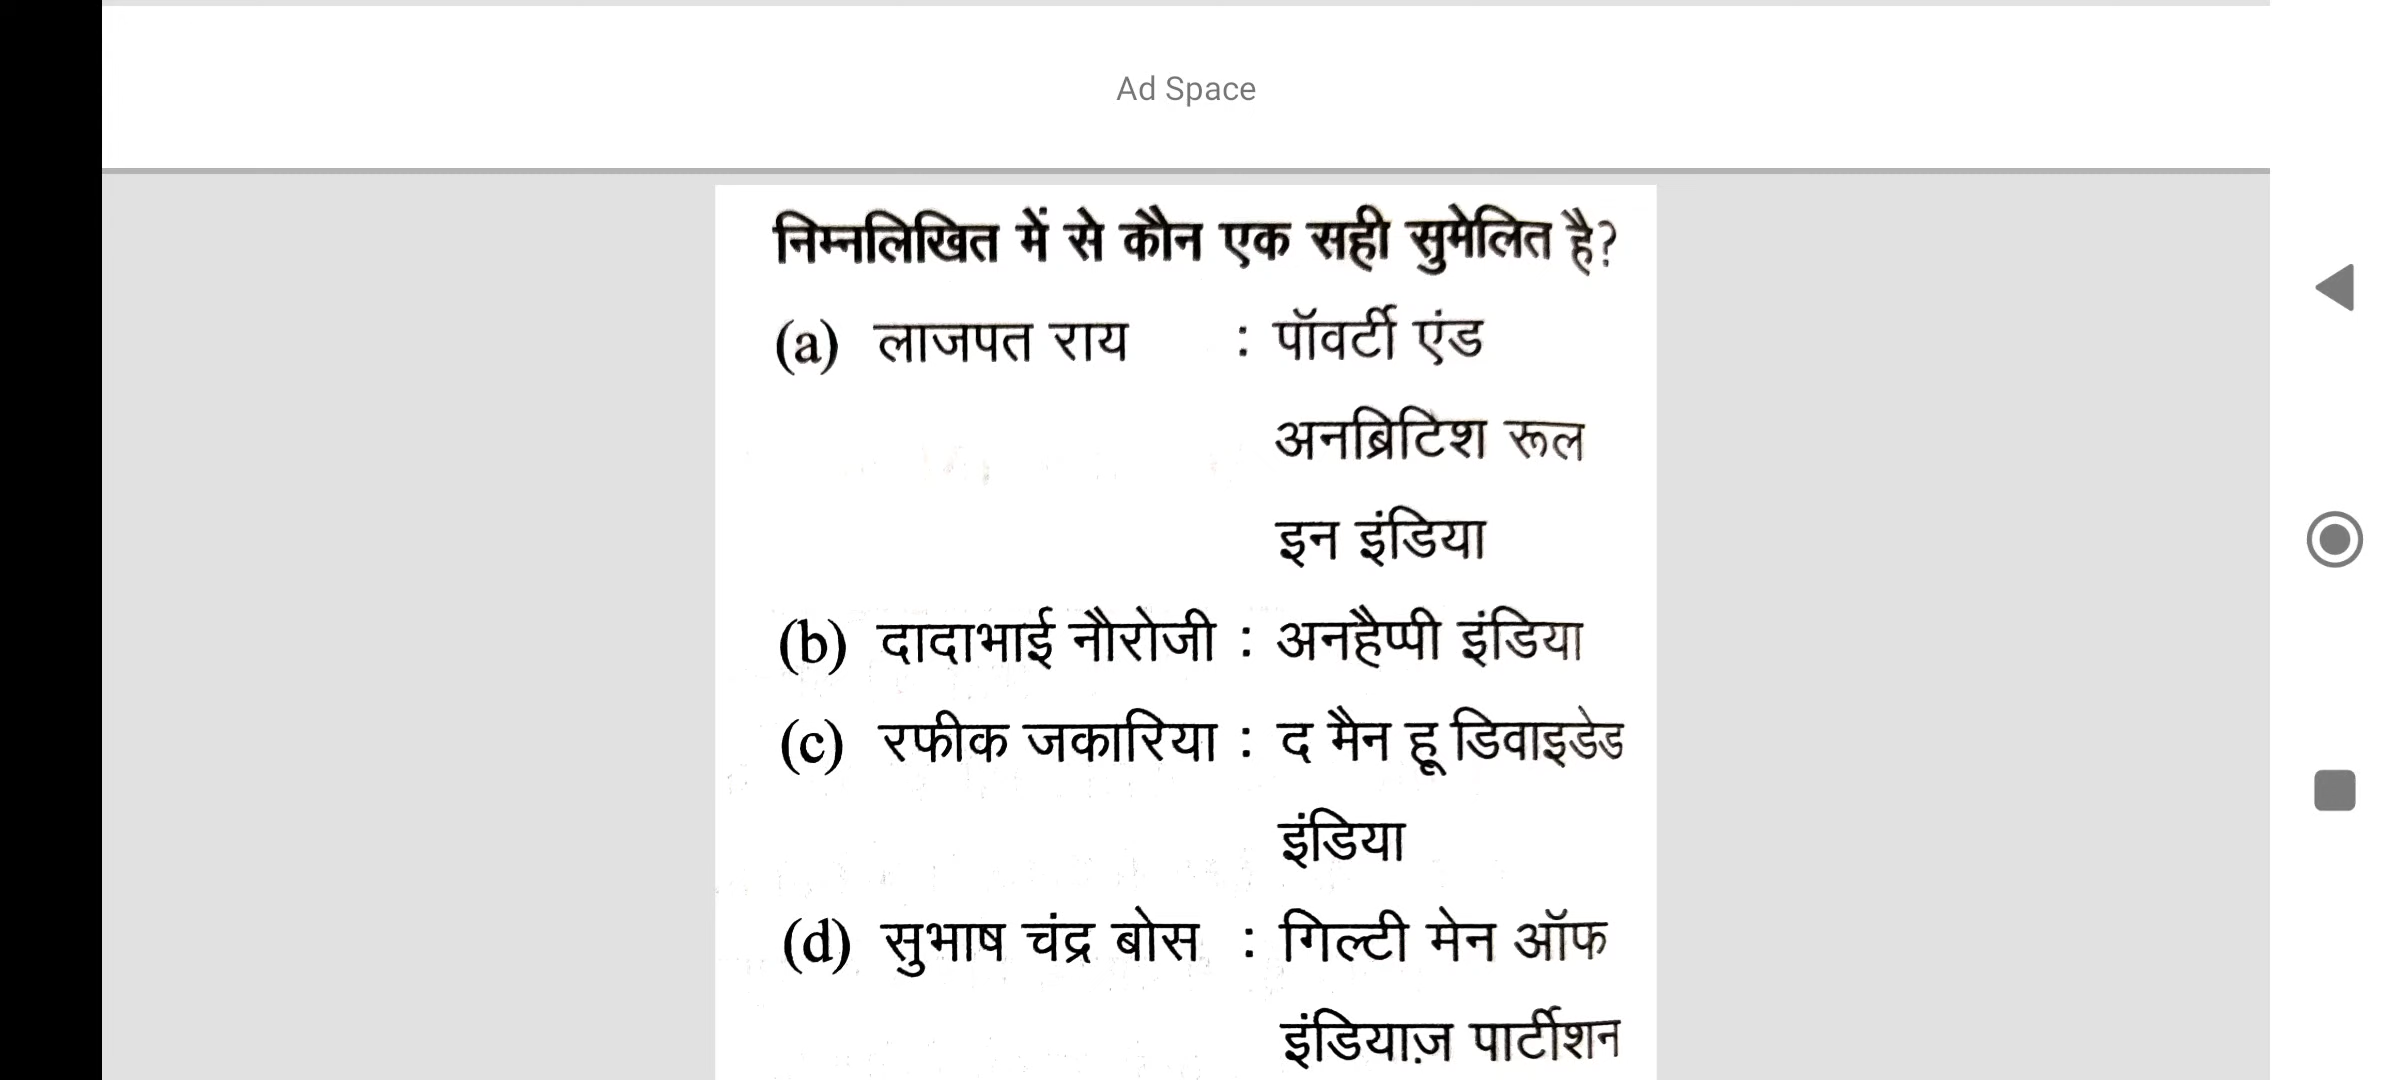 Ad Space
निम्नलिखित में से कौन एक सही सुमेलित है?
(a) लाजपत राय : पॉवर्टी एंड
अनब्रिटिश रूल
इन इंडिया
(b) दादाभाई नौरोजी : अनहैप्पी इंडिया
(c) रफीक जकारिया : द मैन हू डिवाइडेड
इंडिया
(d) सुभाष चंद्र बोस : गिल्टी मेन ऑफ
इंडियाज़ पार्टीशन